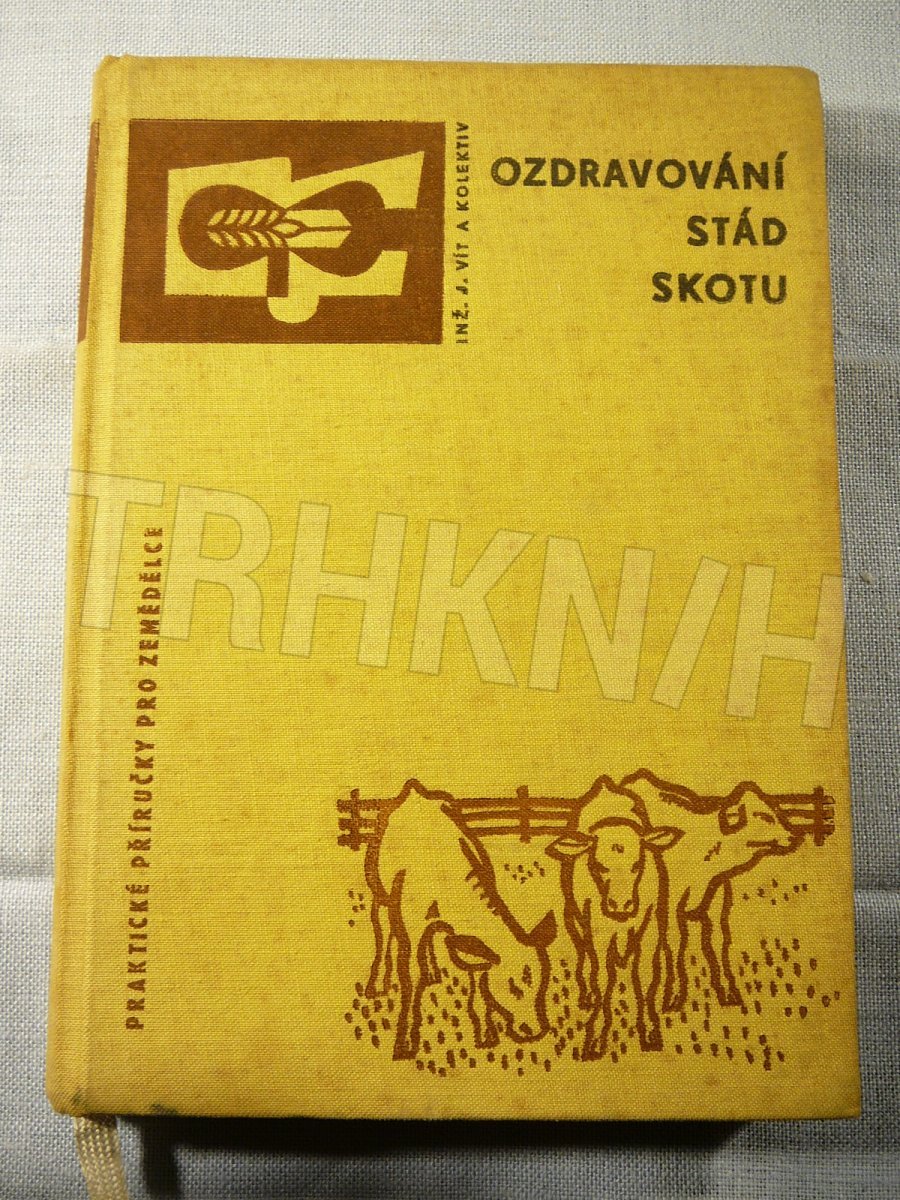 INŽ. J. VÍT A KOLEKTIV
OZDRAVOVÁNÍ
STÁD
SKOTU
PRAKTICKÉ PŘÍRUČKY PRO ZEMĚDĚLCE
TRHKNIH